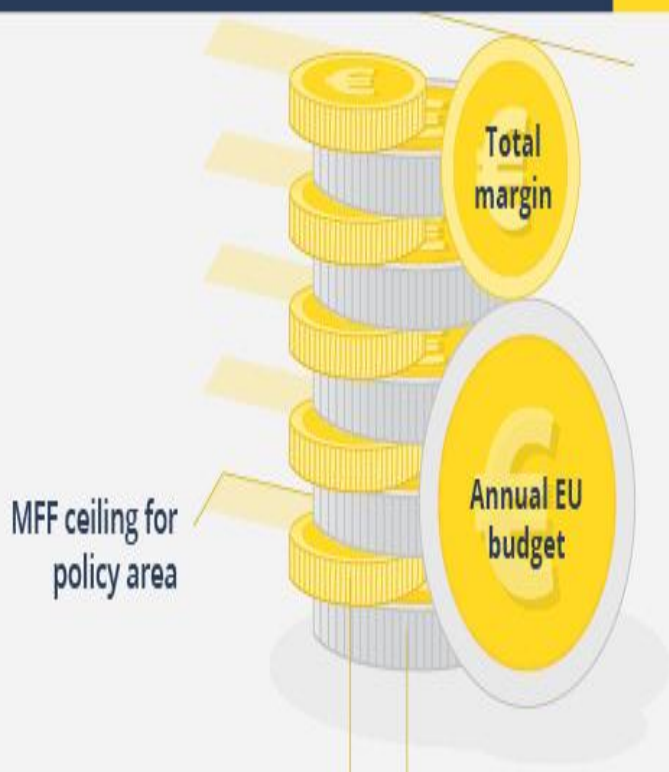 Total
margin
Annual EU
budget
MFF ceiling for
policy area